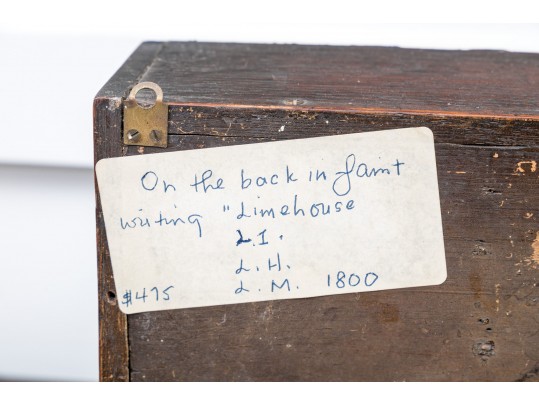 On the back in faint
writing "Limehouse
L.I.
L.H.
$475 L.M. 1800